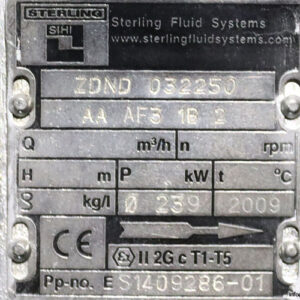 STERLING
SIHI
Sterling Fluid Systems
www.sterlingfluidsystems.com
ZDND 032250
AA AF3 1B 2
Q m³/h n rpm
H m P kW t °C
ρ kg/l Ø 239 2009
CE Ex II 2G c T1-T5
Pp-no. E S1409286-01